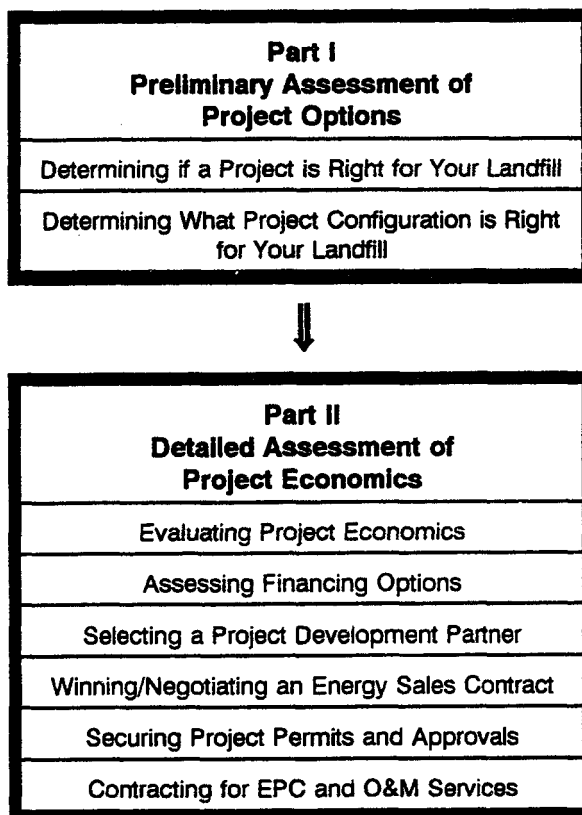 Part I
Preliminary Assessment of
Project Options
Determining if a Project is Right for Your Landfill
Determining What Project Configuration is Right
for Your Landfill
Part II
Detailed Assessment of
Project Economics
Evaluating Project Economics
Assessing Financing Options
Selecting a Project Development Partner
Winning/Negotiating an Energy Sales Contract
Securing Project Permits and Approvals
Contracting for EPC and O&M Services